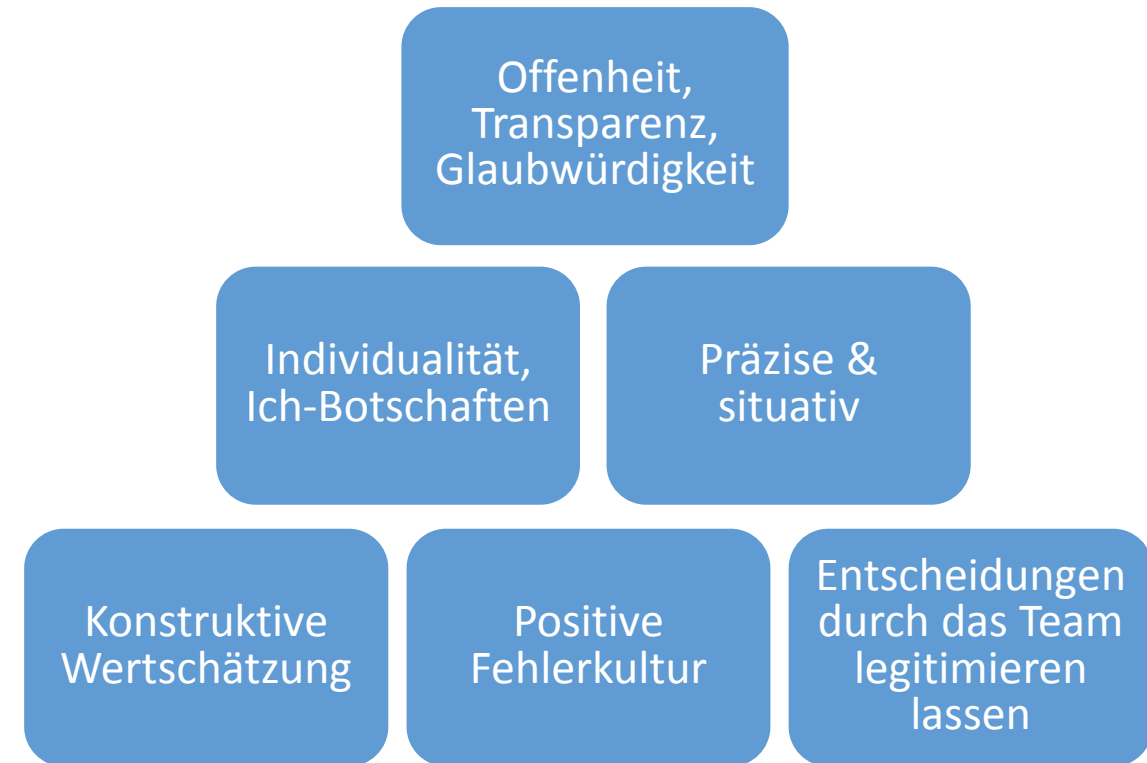 Offenheit,
Transparenz,
Glaubwürdigkeit
Individualität,
Ich-Botschaften
Präzise &
situativ
Konstruktive
Wertschätzung
Positive
Fehlerkultur
Entscheidungen
durch das Team
legitimieren
lassen